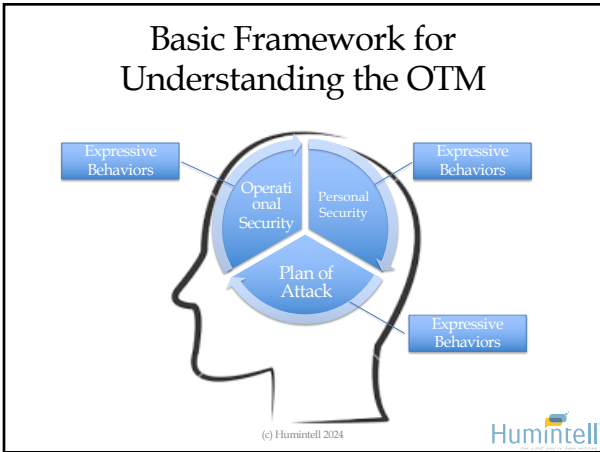 Basic Framework for
Understanding the OTM
Expressive
Behaviors
Expressive
Behaviors
Operati
onal
Security
Personal
Security
Plan of
Attack
Expressive
Behaviors
(c) Humintell 2024
Humintell